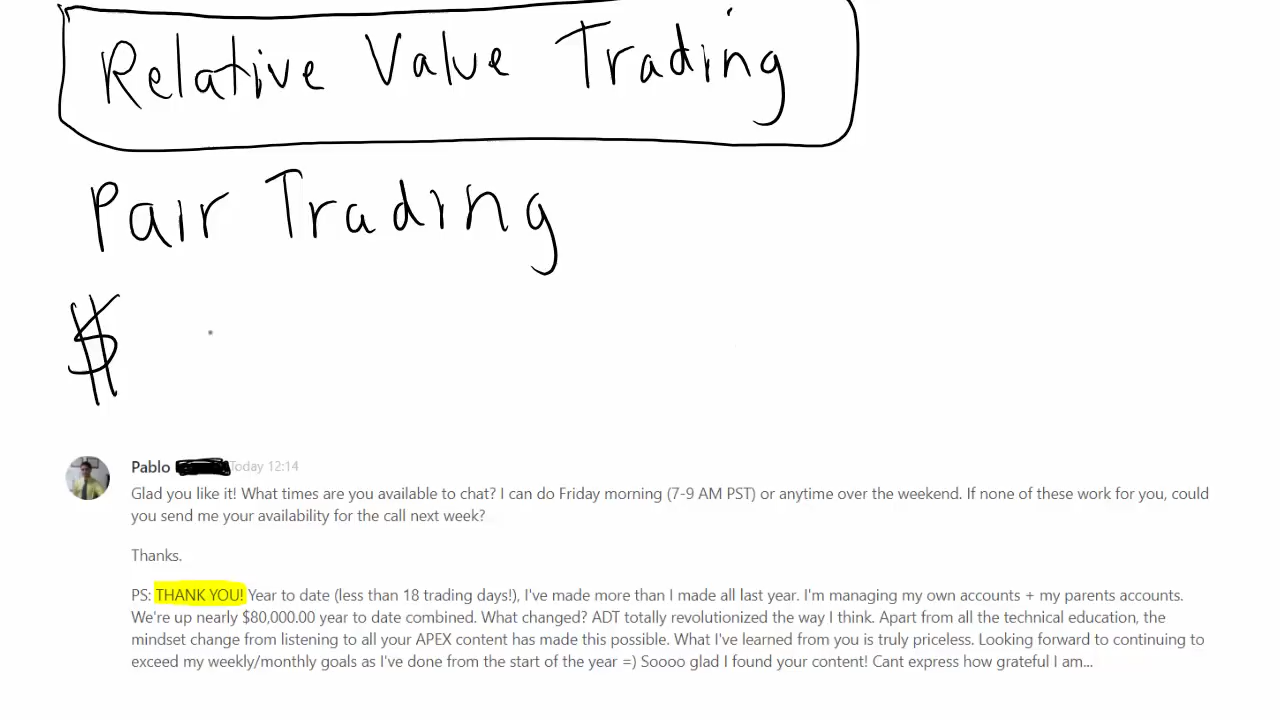 Relative Value Trading
Pair Trading
$
Pablo Today 12:14
Glad you like it! What times are you available to chat? I can do Friday morning (7-9 AM PST) or anytime over the weekend. If none of these work for you, could
you send me your availability for the call next week?
Thanks.
PS: THANK YOU! Year to date (less than 18 trading days!), I've made more than I made all last year. I'm managing my own accounts + my parents accounts.
We're up nearly $80,000.00 year to date combined. What changed? ADT totally revolutionized the way I think. Apart from all the technical education, the
mindset change from listening to all your APEX content has made this possible. What I've learned from you is truly priceless. Looking forward to continuing to
exceed my weekly/monthly goals as I've done from the start of the year =) Soooo glad I found your content! Cant express how grateful I am...